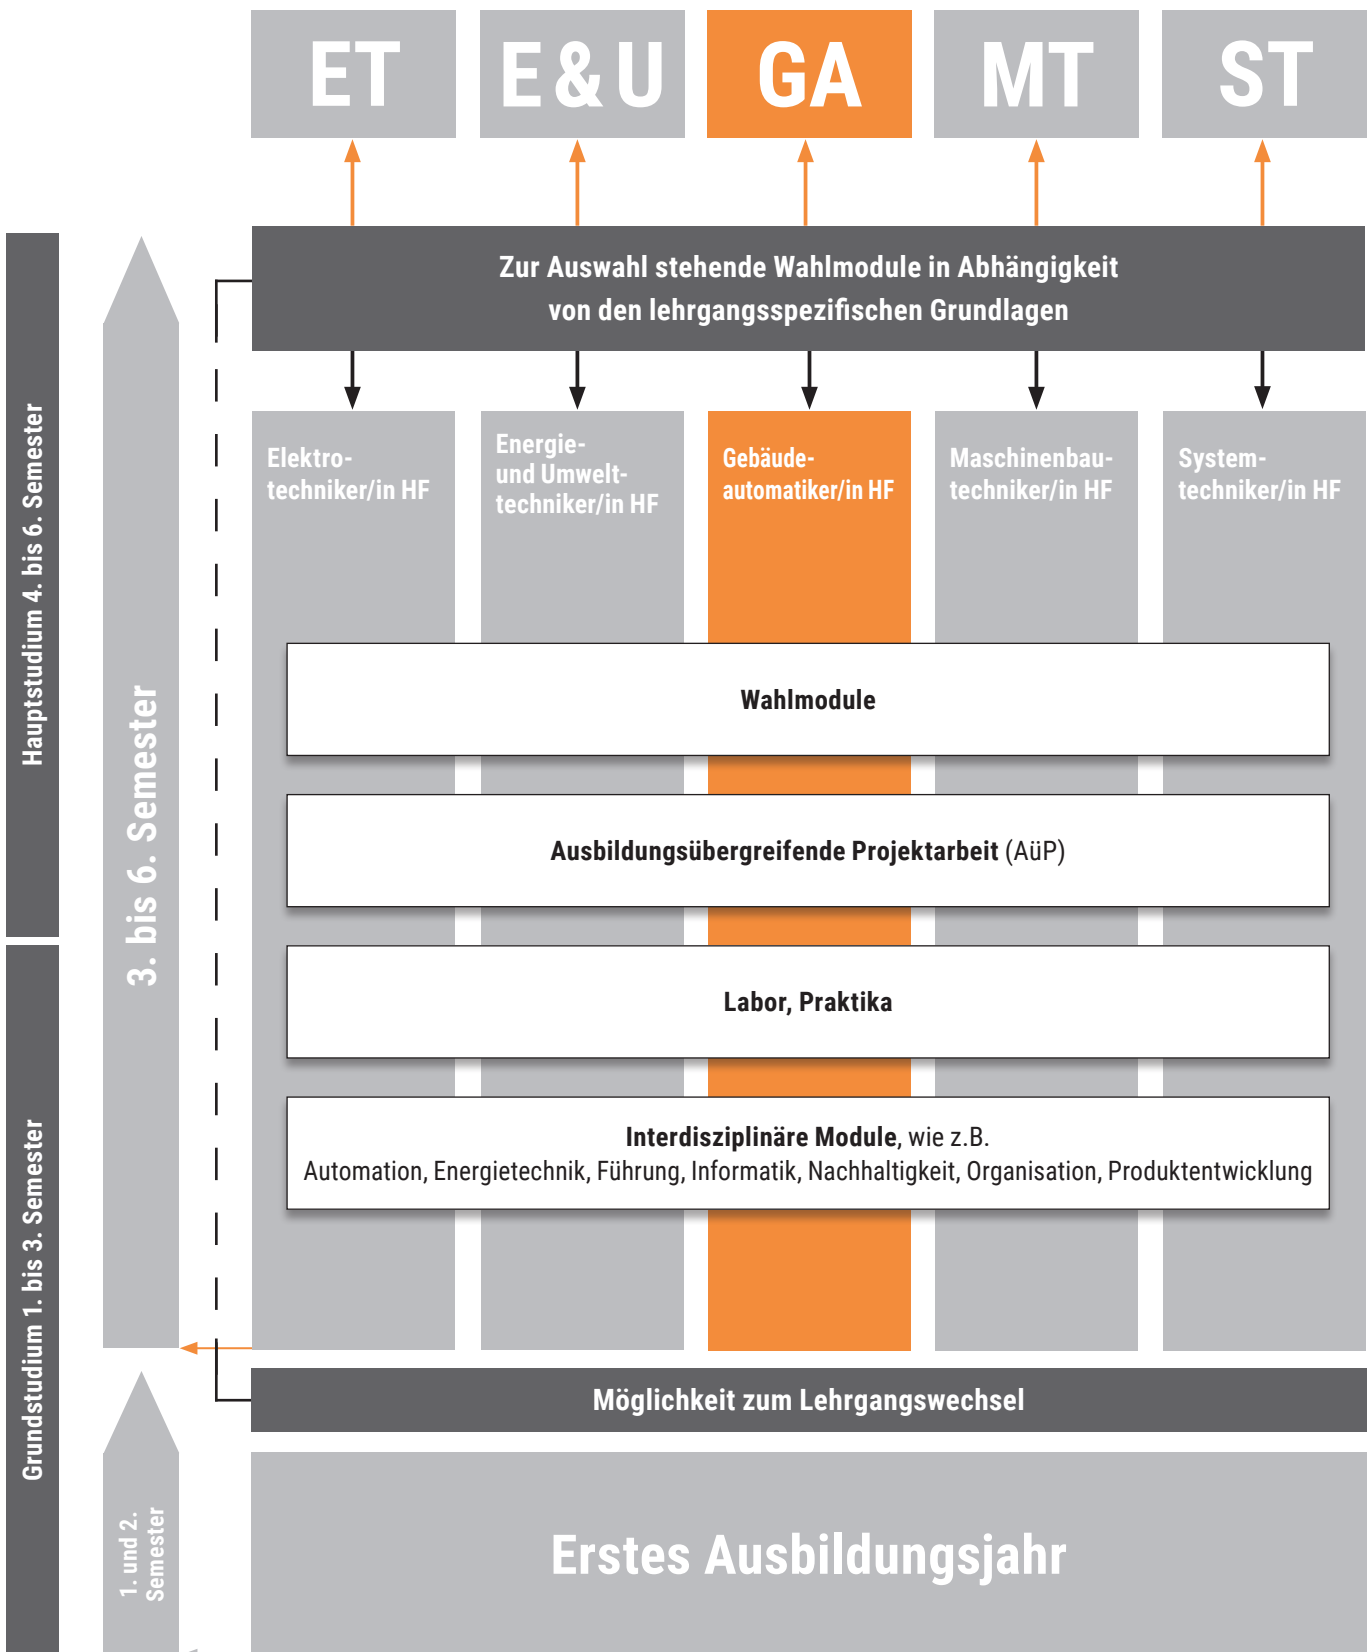 ET
E & U
GA
MT
ST
Zur Auswahl stehende Wahlmodule in Abhängigkeit
von den lehrgangsspezifischen Grundlagen
Hauptstudium 4. bis 6. Semester
3. bis 6. Semester
Elektro-
techniker/in HF
Energie-
und Umwelt-
techniker/in HF
Gebäude-
automatiker/in HF
Maschinenbau-
techniker/in HF
System-
techniker/in HF
Wahlmodule
Ausbildungsübergreifende Projektarbeit (AüP)
Labor, Praktika
Interdisziplinäre Module, wie z.B.
Automation, Energietechnik, Führung, Informatik, Nachhaltigkeit, Organisation, Produktentwicklung
Grundstudium 1. bis 3. Semester
Möglichkeit zum Lehrgangswechsel
1. und 2.
Semester
Erstes Ausbildungsjahr